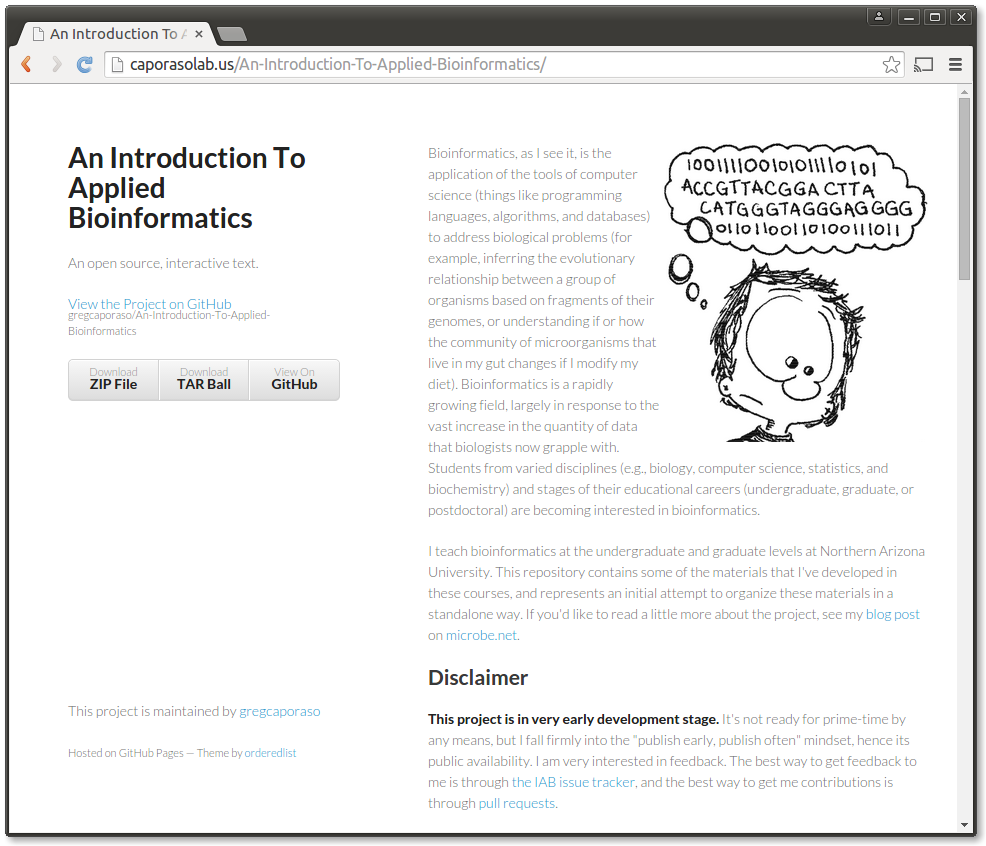 An Introduction To A
caporasolab.us/An-Introduction-To-Applied-Bioinformatics/
An Introduction To
Applied
Bioinformatics
An open source, interactive text.
View the Project on GitHub
gregcaporaso/An-Introduction-To-Applied-
Bioinformatics
Download
ZIP File
Download
TAR Ball
View On
GitHub
This project is maintained by gregcaporaso
Hosted on GitHub Pages — Theme by orderedlist
Bioinformatics, as I see it, is the
application of the tools of computer
science (things like programming
languages, algorithms, and databases)
to address biological problems (for
example, inferring the evolutionary
relationship between a group of
organisms based on fragments of their
genomes, or understanding if or how
the community of microorganisms that
live in my gut changes if I modify my
diet). Bioinformatics is a rapidly
growing field, largely in response to the
vast increase in the quantity of data
that biologists now grapple with.
Students from varied disciplines (e.g., biology, computer science, statistics, and
biochemistry) and stages of their educational careers (undergraduate, graduate, or
postdoctoral) are becoming interested in bioinformatics.
100111100101011110101
ACCGTTACGGACTTA
CATGGGTAGGGAGGGG
01101100110100111011
I teach bioinformatics at the undergraduate and graduate levels at Northern Arizona
University. This repository contains some of the materials that I've developed in
these courses, and represents an initial attempt to organize these materials in a
standalone way. If you'd like to read a little more about the project, see my blog post
on microbe.net.
Disclaimer
This project is in very early development stage. It's not ready for prime-time by
any means, but I fall firmly into the "publish early, publish often" mindset, hence its
public availability. I am very interested in feedback. The best way to get feedback to
me is through the IAB issue tracker, and the best way to get me contributions is
through pull requests.